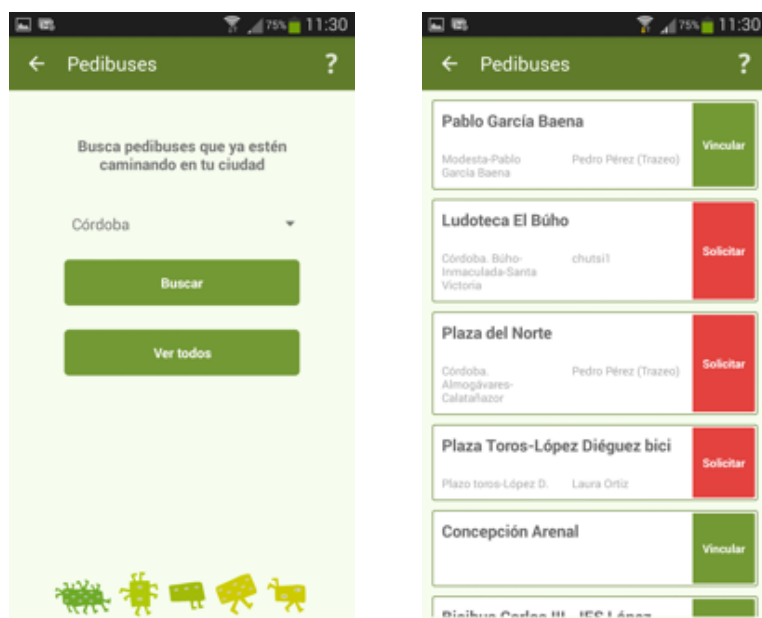 75% 11:30
Pedibuses ?
Busca pedibuses que ya estén
caminando en tu ciudad
Córdoba
Buscar
Ver todos
75% 11:30
Pedibuses ?
Pablo García Baena
Modesta-Pablo
García Baena
Pedro Pérez (Trazeo)
Vincular
Ludoteca El Búho
Córdoba. Búho-
Inmaculada-Santa
Victoria
chutsi1
Solicitar
Plaza del Norte
Córdoba.
Almogávares-
Calatañazor
Pedro Pérez (Trazeo)
Solicitar
Plaza Toros-López Diéguez bici
Plazo toros-López D.
Laura Ortiz
Solicitar
Concepción Arenal
Vincular